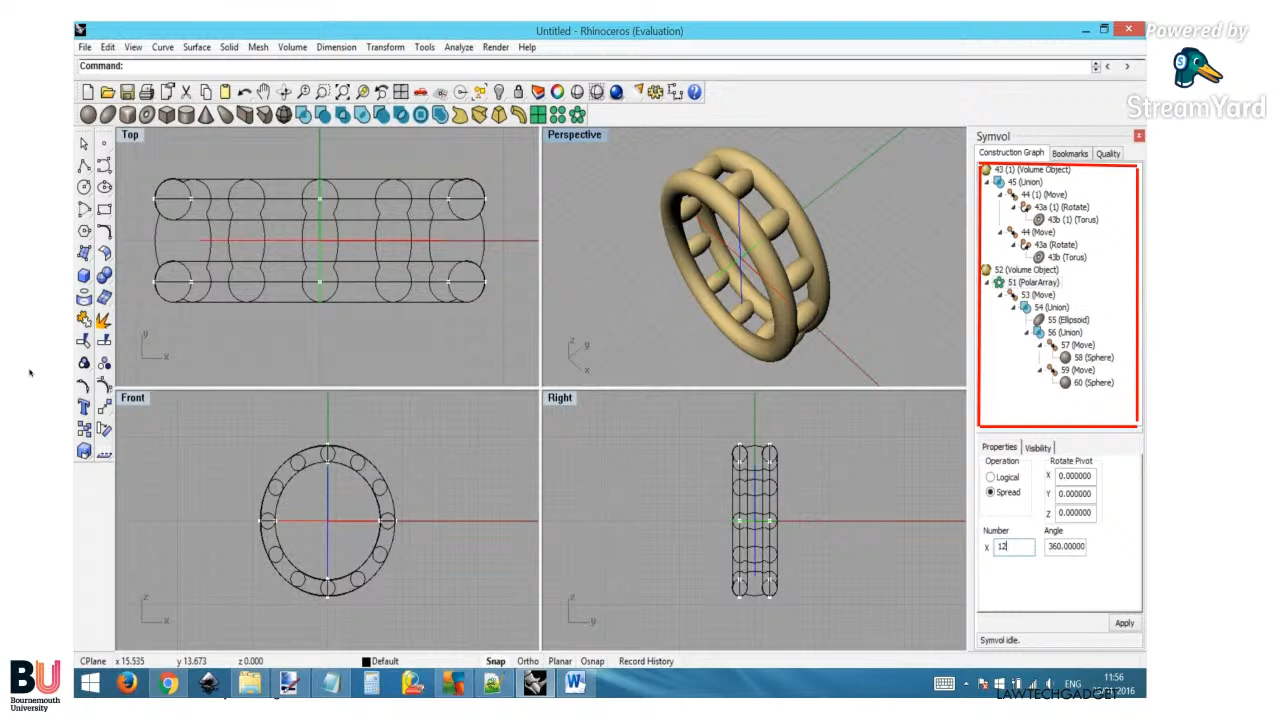 Untitled - Rhinoceros (Evaluation)
Powered by
StreamYard
File Edit View Curve Surface Solid Mesh Volume Dimension Transform Tools Analyze Render Help
Command:
Top
Perspective
Symvol
Construction Graph Bookmarks Quality
43 (1) (Volume Object)
45 (Union)
44 (1) (Move)
43a (1) (Rotate)
43b (1) (Torus)
44 (Move)
43a (Rotate)
43b (Torus)
52 (Volume Object)
51 (PolarArray)
53 (Move)
54 (Union)
55 (Ellipsoid)
56 (Union)
57 (Move)
58 (Sphere)
59 (Move)
60 (Sphere)
y
x
z
y
x
Front
Right
z
x
z
y
Properties Visibility
Operation Rotate Pivot
Logical X 0.000000
Spread Y 0.000000
Z 0.000000
Number Angle
X 12 360.00000
Apply
Symvol idle.
CPlane x 15.535 y 13.673 z 0.000 Default Snap Ortho Planar Osnap Record History
ENG
11:56
LAWTECHGADGET
BU
Bournemouth
University